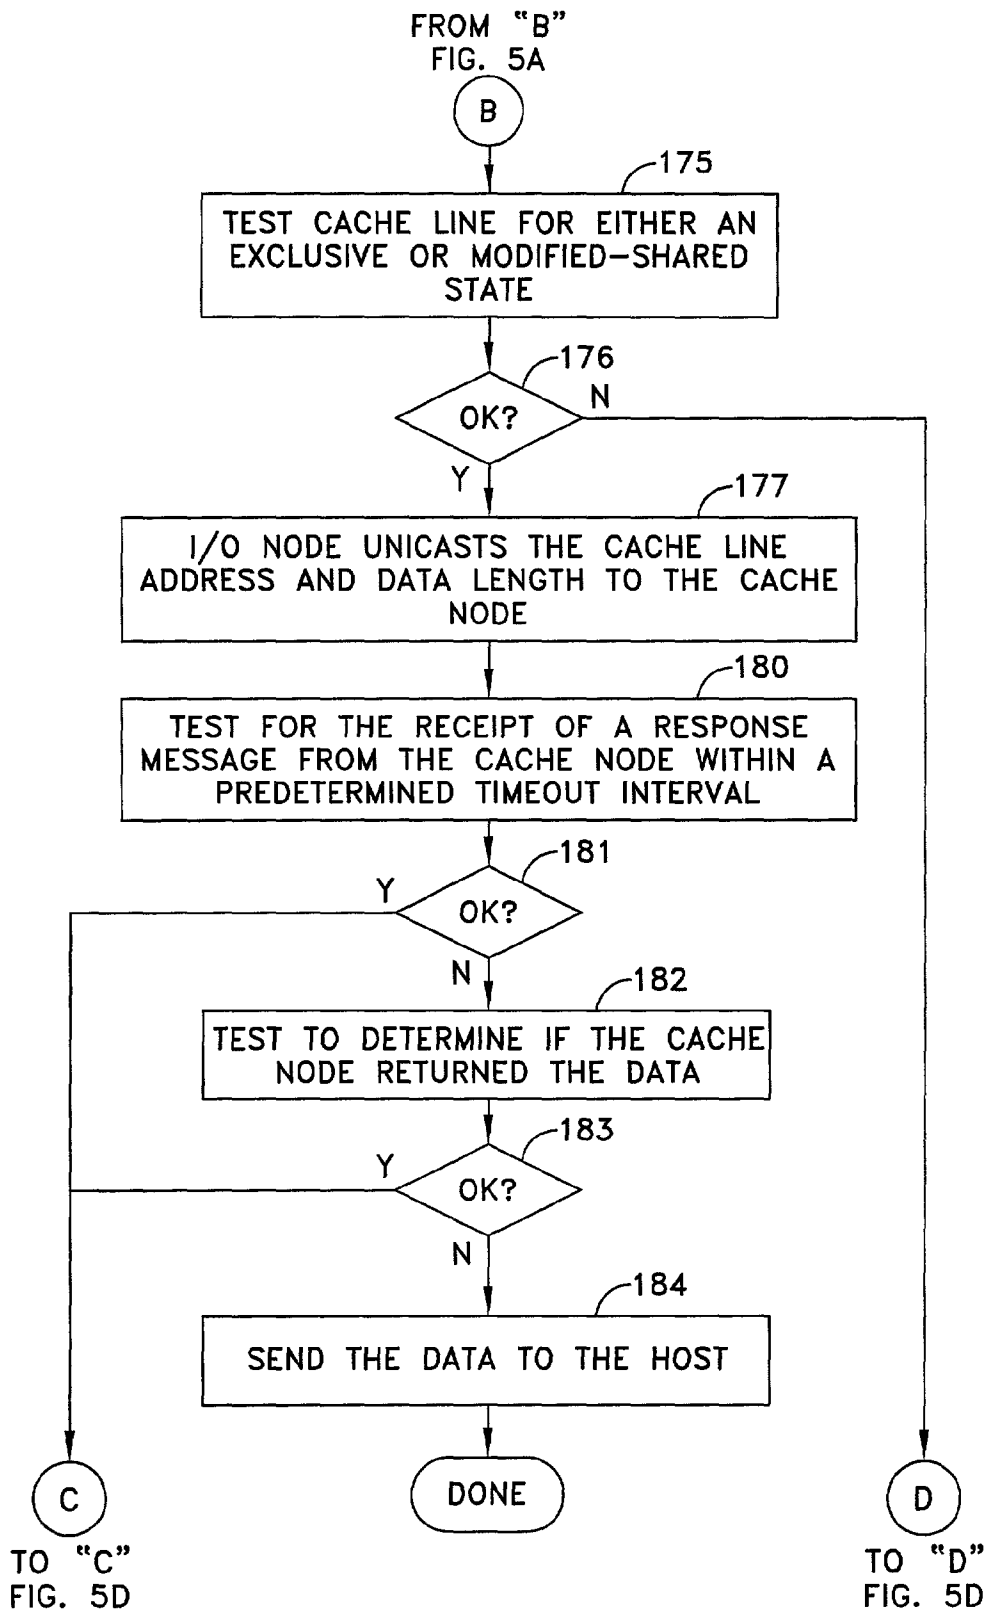 FROM "B"
FIG. 5A
B
175
TEST CACHE LINE FOR EITHER AN
EXCLUSIVE OR MODIFIED-SHARED
STATE
176
OK?
N
Y
177
I/O NODE UNICASTS THE CACHE LINE
ADDRESS AND DATA LENGTH TO THE CACHE
NODE
180
TEST FOR THE RECEIPT OF A RESPONSE
MESSAGE FROM THE CACHE NODE WITHIN A
PREDETERMINED TIMEOUT INTERVAL
181
Y
OK?
N
182
TEST TO DETERMINE IF THE CACHE
NODE RETURNED THE DATA
183
Y
OK?
N
184
SEND THE DATA TO THE HOST
C
DONE
D
TO "C"
FIG. 5D
TO "D"
FIG. 5D